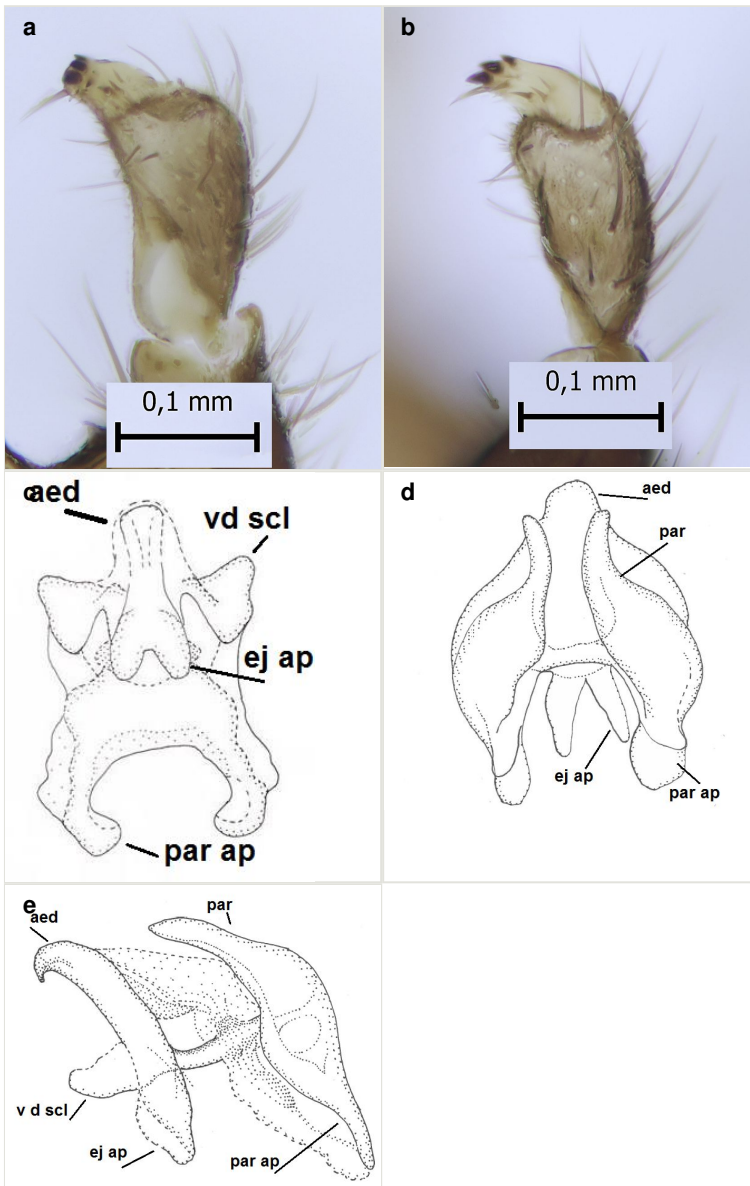 a
b
0,1 mm
0,1 mm
c
aed
vd scl
ej ap
par ap
d
aed
par
ej ap
par ap
e
aed
par
v d scl
ej ap
par ap